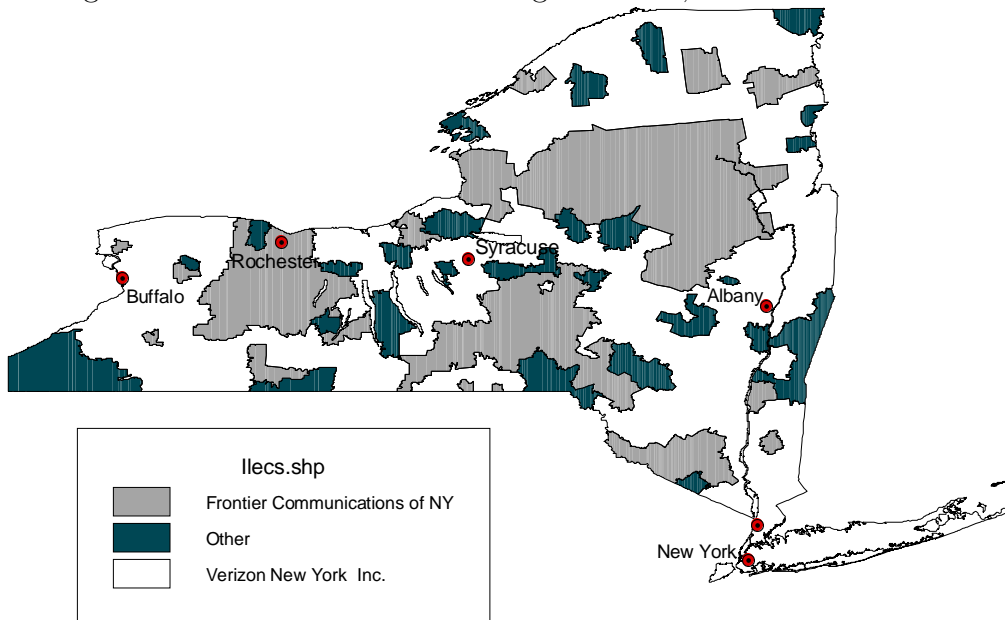 Syracuse
Rochester
Buffalo
Albany
Ilecs.shp
Frontier Communications of NY
Other
New York
Verizon New York Inc.